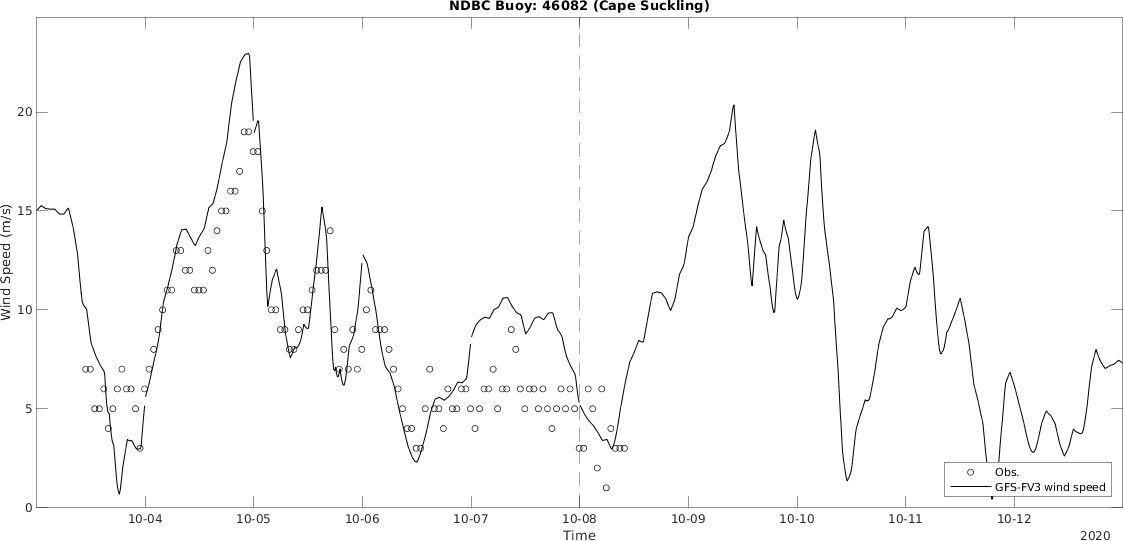 NDBC Buoy: 46082 (Cape Suckling)
Wind Speed (m/s)
20
15
10
5
0
Obs.
GFS-FV3 wind speed
10-04 10-05 10-06 10-07 10-08 10-09 10-10 10-11 10-12
Time
2020